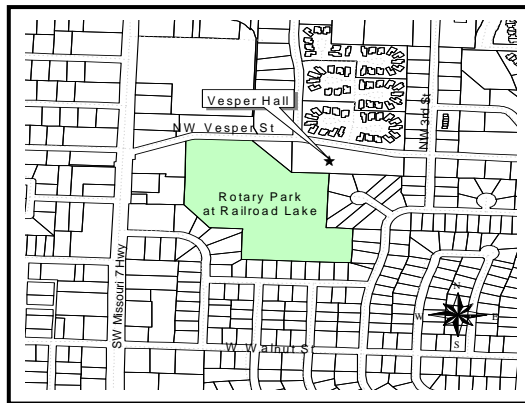 Vesper Hall
NW Vesper St
NW 3rd St
Rotary Park
at Railroad Lake
SW Missouri 7 Hwy
N
W
E
S
W Walnut St